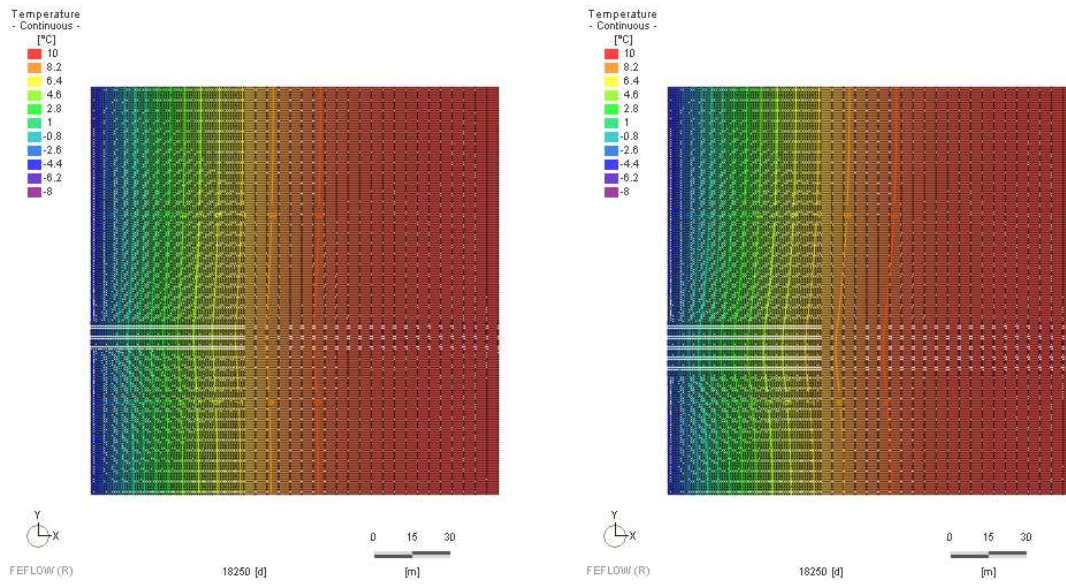 Temperature
- Continuous -
[°C]
10
8.2
6.4
4.6
2.8
1
-0.8
-2.6
-4.4
-6.2
-8
Y
X
0 15 30
FEFLOW (R)
18250 [d]
[m]
Temperature
- Continuous -
[°C]
10
8.2
6.4
4.6
2.8
1
-0.8
-2.6
-4.4
-6.2
-8
Y
X
0 15 30
FEFLOW (R)
18250 [d]
[m]